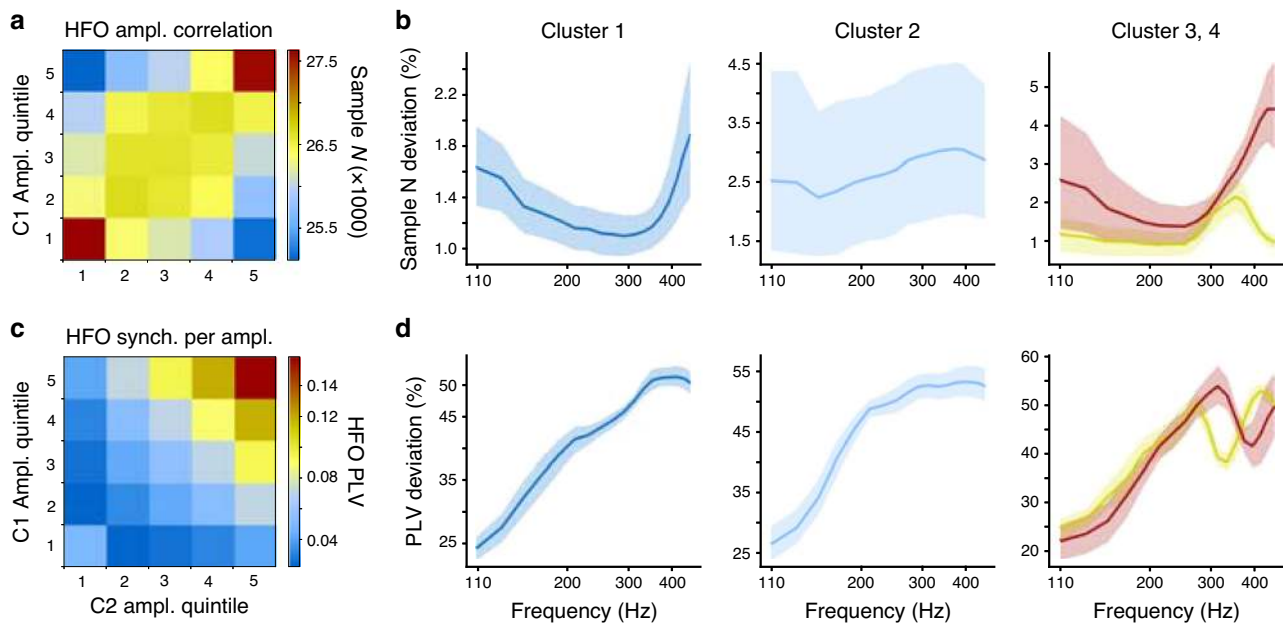 a
HFO ampl. correlation
C1 Ampl. quintile
5
4
3
2
1
1 2 3 4 5
27.5
26.5
25.5
Sample N (×1000)
b
Cluster 1
Cluster 2
Cluster 3, 4
Sample N deviation (%)
2.2
1.8
1.4
1.0
110 200 300 400
4.5
3.5
2.5
1.5
110 200 300 400
5
4
3
2
1
110 200 300 400
c
HFO synch. per ampl.
C1 Ampl. quintile
5
4
3
2
1
1 2 3 4 5
C2 ampl. quintile
0.14
0.12
0.08
0.04
HFO PLV
d
PLV deviation (%)
50
45
35
25
110 200 300 400
Frequency (Hz)
55
45
35
25
110 200 300 400
Frequency (Hz)
60
50
40
30
20
110 200 300 400
Frequency (Hz)